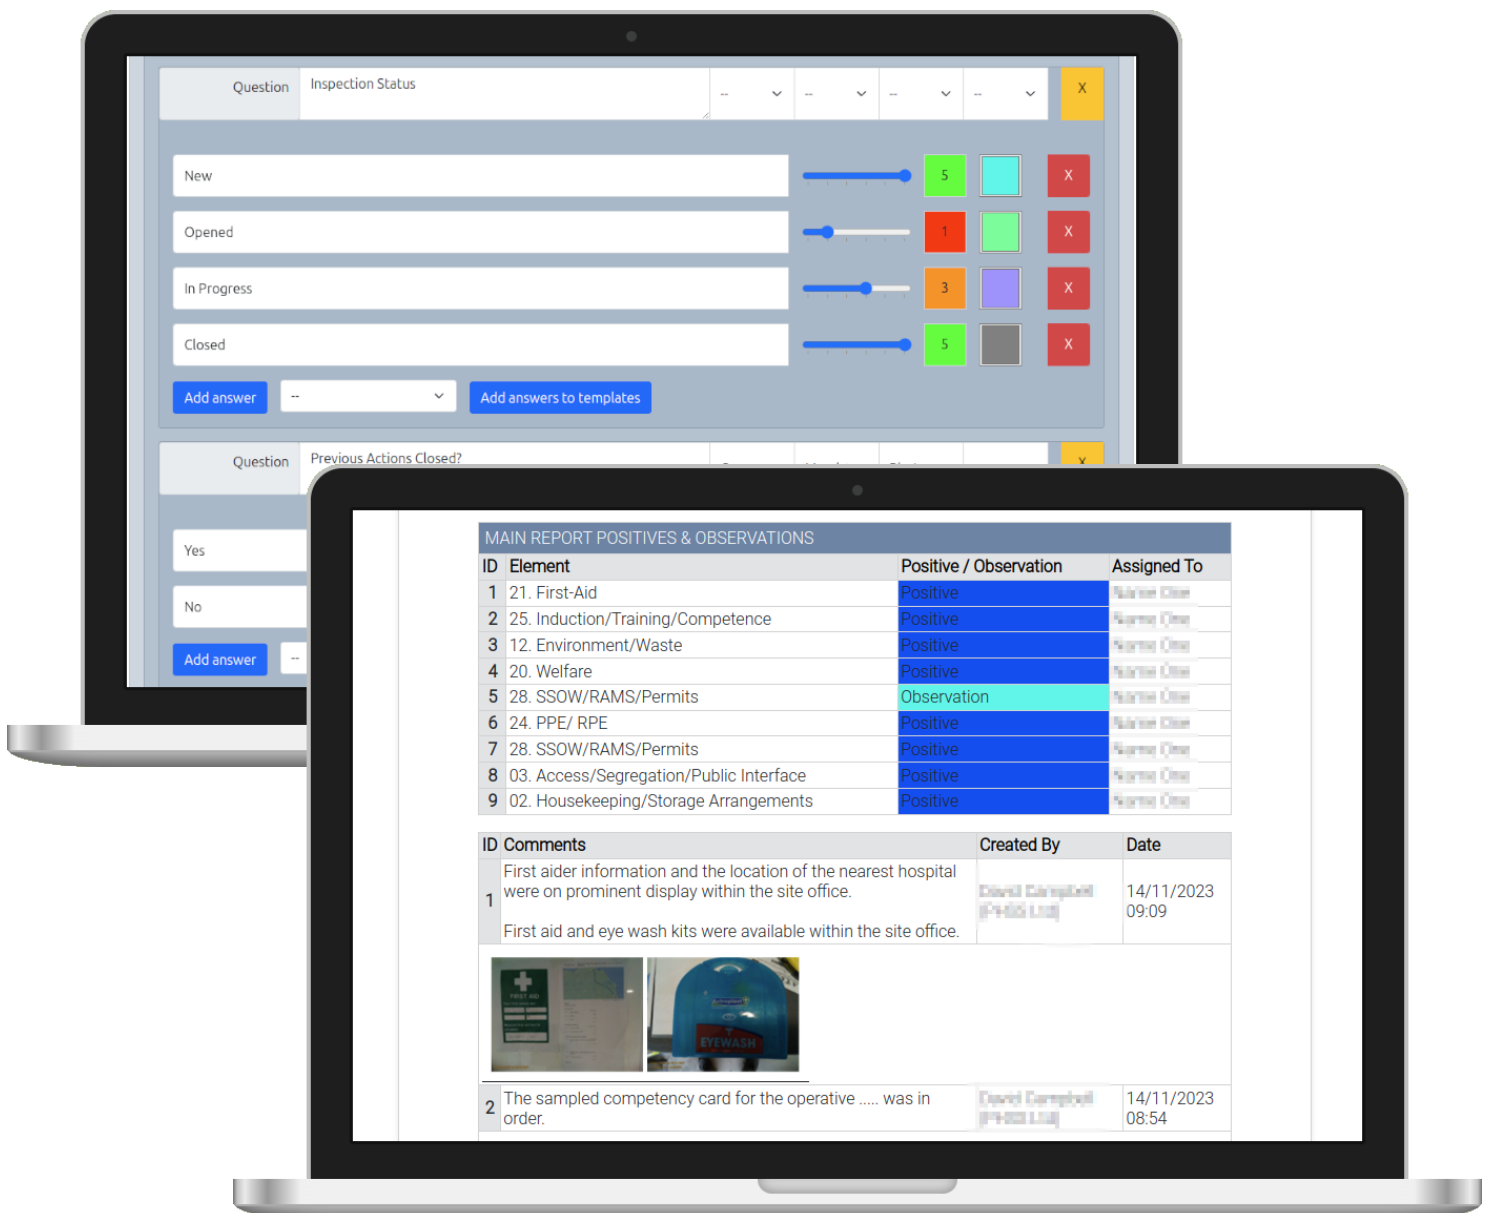 Question Inspection Status -- -- -- -- X
New 5 X
Opened 1 X
In Progress 3 X
Closed 5 X
Add answer -- Add answers to templates
Question Previous Actions Closed? X
Yes
No
Add answer --
MAIN REPORT POSITIVES & OBSERVATIONS
ID Element Positive / Observation Assigned To
1 21. First-Aid Positive
2 25. Induction/Training/Competence Positive
3 12. Environment/Waste Positive
4 20. Welfare Positive
5 28. SSOW/RAMS/Permits Observation
6 24. PPE/ RPE Positive
7 28. SSOW/RAMS/Permits Positive
8 03. Access/Segregation/Public Interface Positive
9 02. Housekeeping/Storage Arrangements Positive
ID Comments Created By Date
1 First aider information and the location of the nearest hospital
were on prominent display within the site office.
14/11/2023
09:09
First aid and eye wash kits were available within the site office.
FIRST AID
EYEWASH
2 The sampled competency card for the operative ..... was in
order.
14/11/2023
08:54